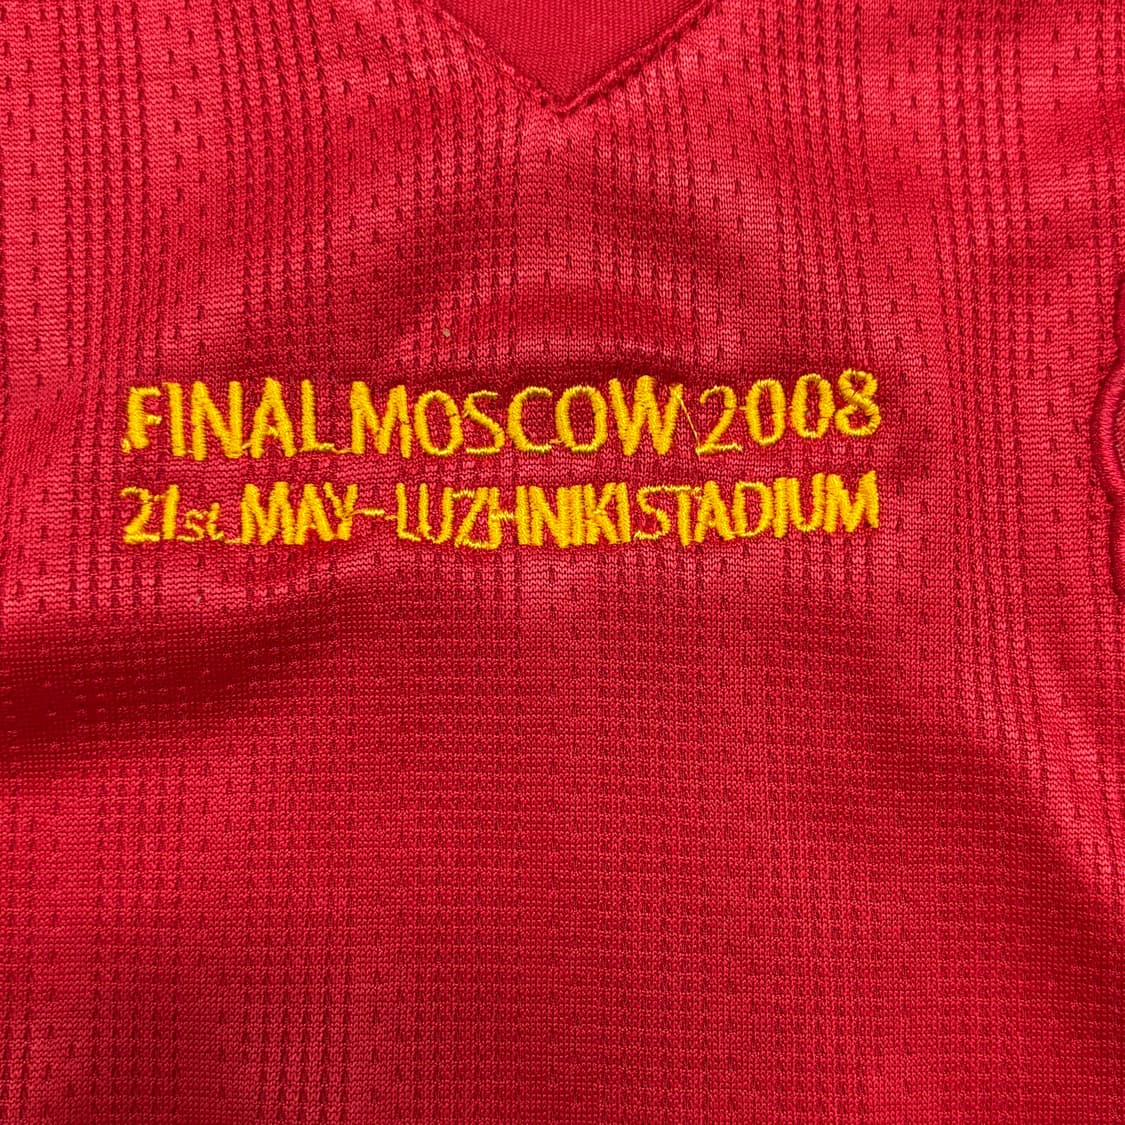 FINAL MOSCOW 2008
21st MAY-LUZHNIKI STADIUM